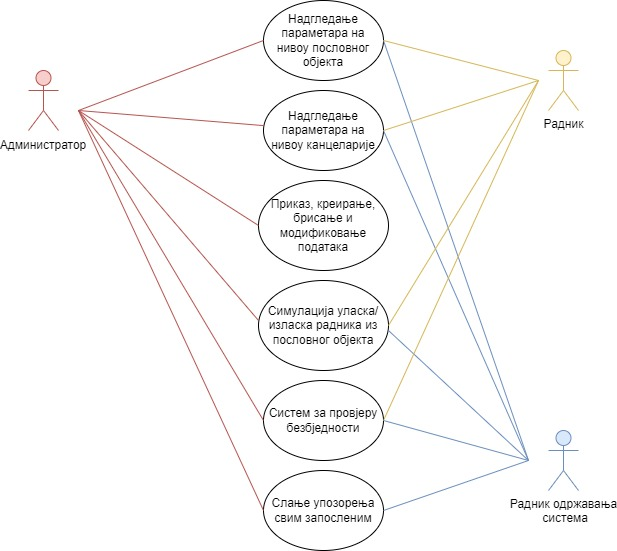 Надгледање
параметара на
нивоу пословног
објекта
Администратор
Надгледање
параметара на
нивоу канцеларије
Радник
Приказ, креирање,
брисање и
модификовање
података
Симулација уласка/
изласка радника из
пословног објекта
Систем за провјеру
безбједности
Слање упозорења
свим запосленим
Радник одржавања
система